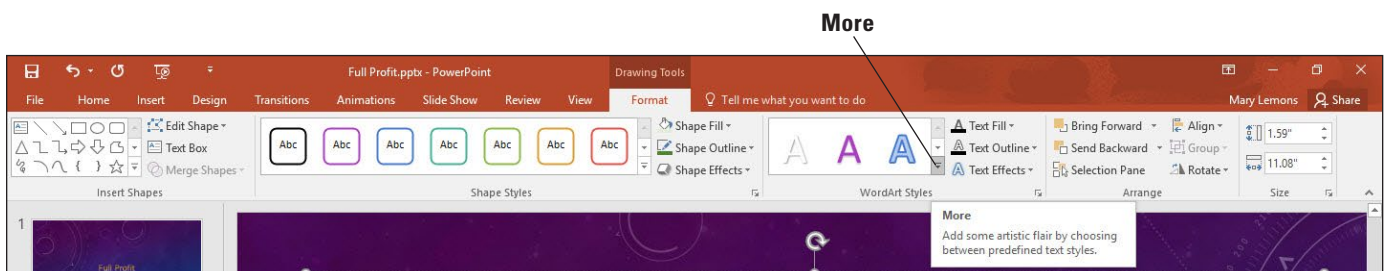 More
Full Profit.pptx - PowerPoint
Drawing Tools
File Home Insert Design Transitions Animations Slide Show Review View Format Tell me what you want to do Mary Lemons Share
Edit Shape
Text Box
Merge Shapes
Insert Shapes
Abc Abc Abc Abc Abc Abc Abc
Shape Fill
Shape Outline
Shape Effects
Shape Styles
A A A
Text Fill
Text Outline
Text Effects
WordArt Styles
Bring Forward
Send Backward
Selection Pane
Align
Group
Rotate
Arrange
1.59"
11.08"
Size
More
Add some artistic flair by choosing
between predefined text styles.
1
Full Profit